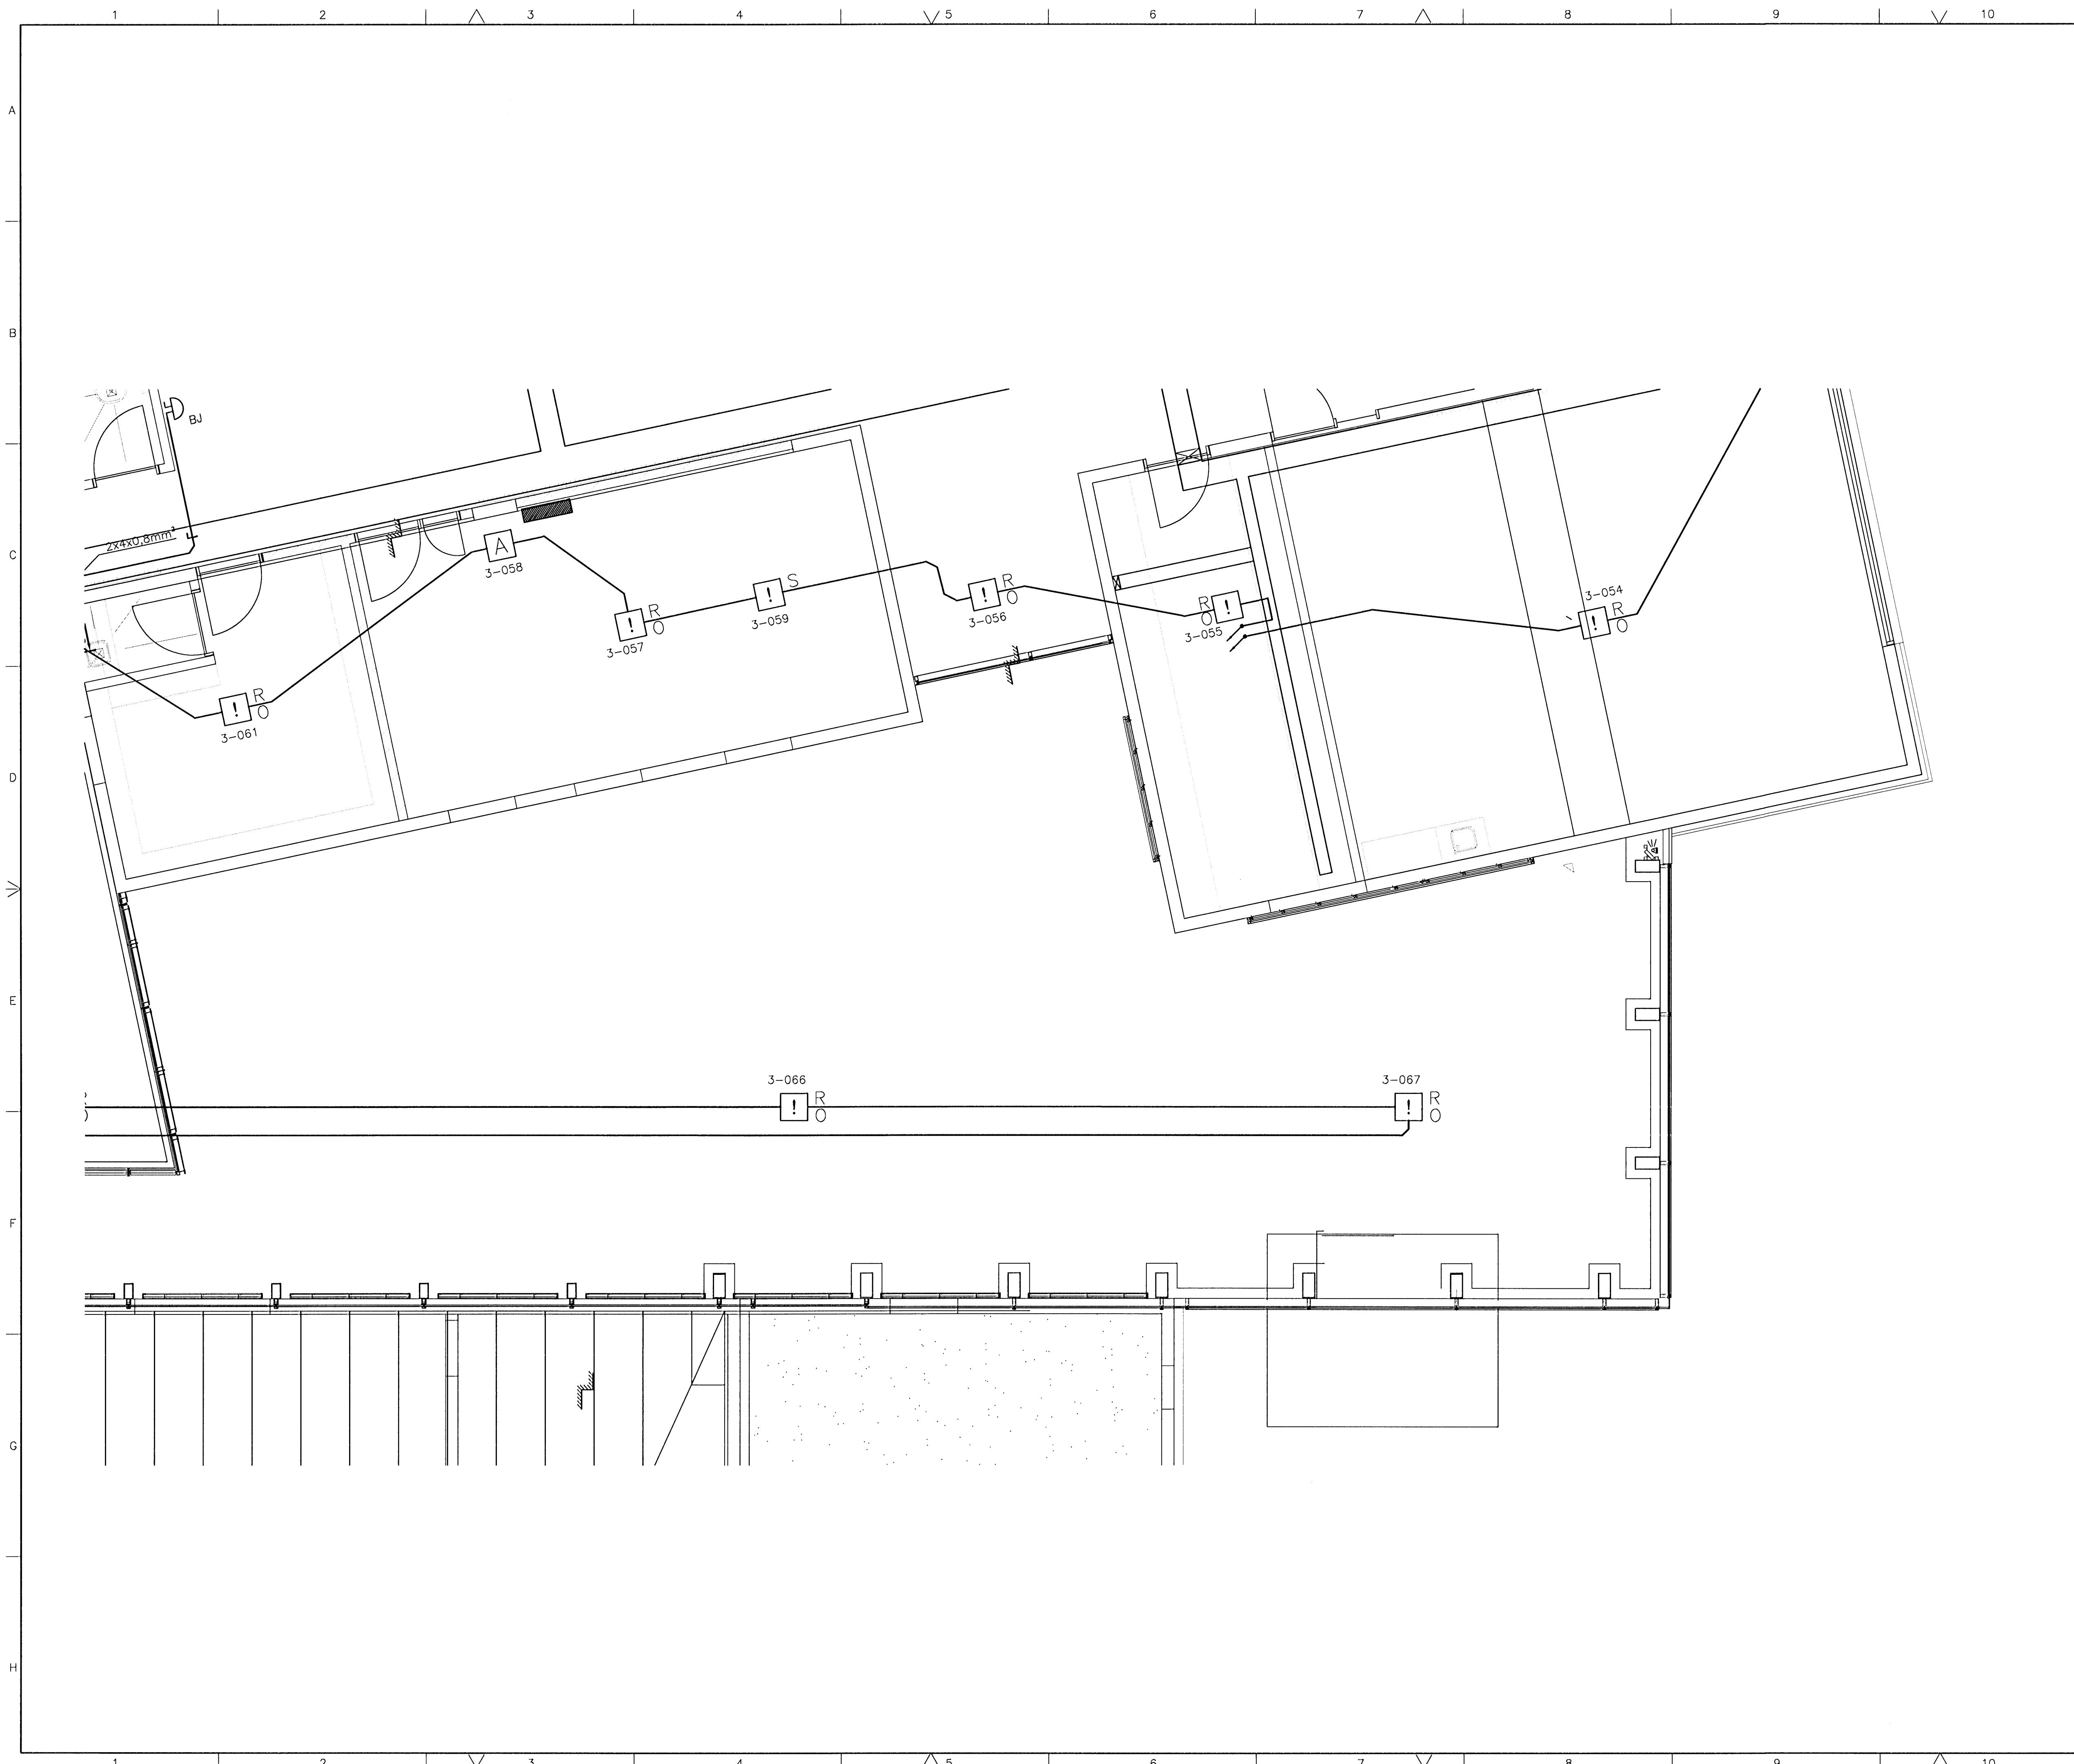 1 2 3 4 5 6 7 8 9 10
A
B
BJ
2x4x0,8mm²
C
A
3-058
! S
3-059
! R
O
3-056
! R
O
3-055
3-054
! R
O
! R
O
3-057
! R
O
3-061
D
E
3-066
! R
O
3-067
! R
O
F
G
H
1 2 3 4 5 6 7 8 9 10